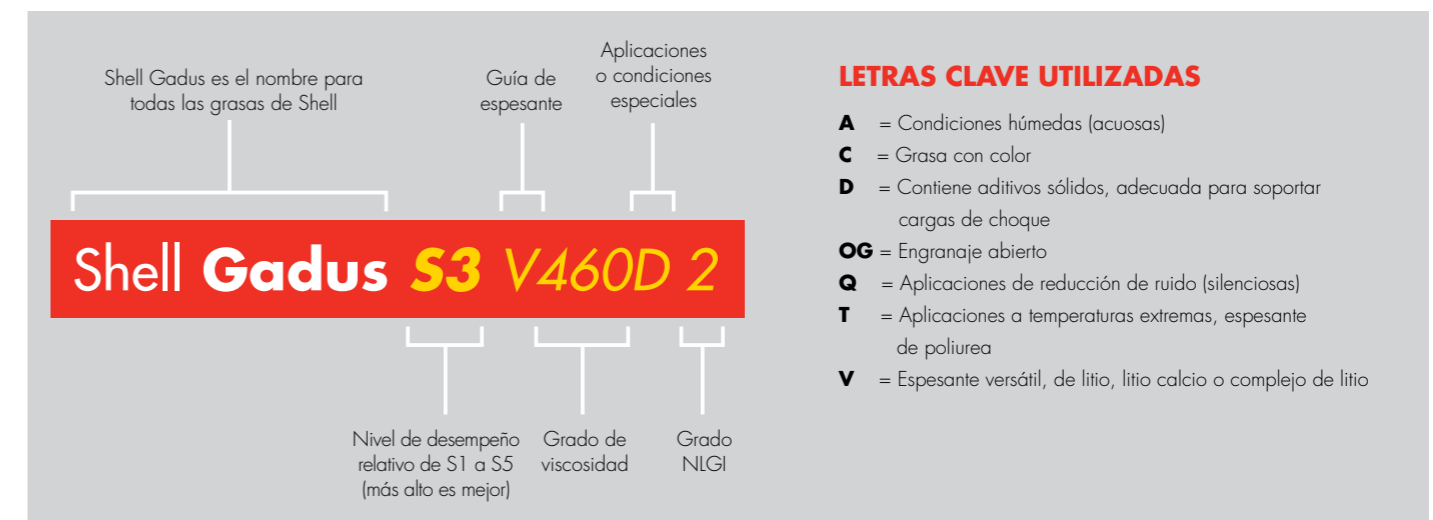 Shell Gadus es el nombre para
todas las grasas de Shell
Guía de
espesante
Aplicaciones
o condiciones
especiales
Shell Gadus S3 V460D 2
Nivel de desempeño
relativo de S1 a S5
(más alto es mejor)
Grado de
viscosidad
Grado
NLGI
LETRAS CLAVE UTILIZADAS
A = Condiciones húmedas (acuosas)
C = Grasa con color
D = Contiene aditivos sólidos, adecuada para soportar
cargas de choque
OG = Engranaje abierto
Q = Aplicaciones de reducción de ruido (silenciosas)
T = Aplicaciones a temperaturas extremas, espesante
de poliurea
V = Espesante versátil, de litio, litio calcio o complejo de litio